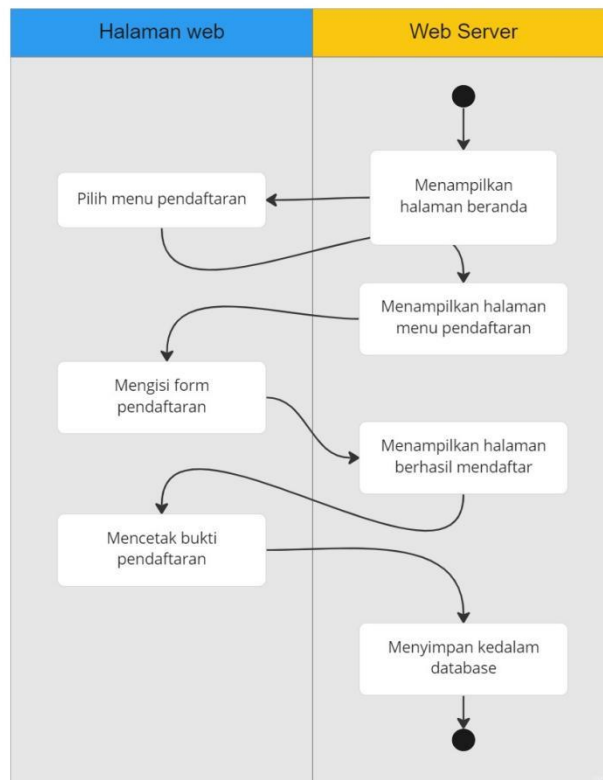 Halaman web
Web Server
Menampilkan
halaman beranda
Pilih menu pendaftaran
Menampilkan halaman
menu pendaftaran
Mengisi form
pendaftaran
Menampilkan halaman
berhasil mendaftar
Mencetak bukti
pendaftaran
Menyimpan kedalam
database